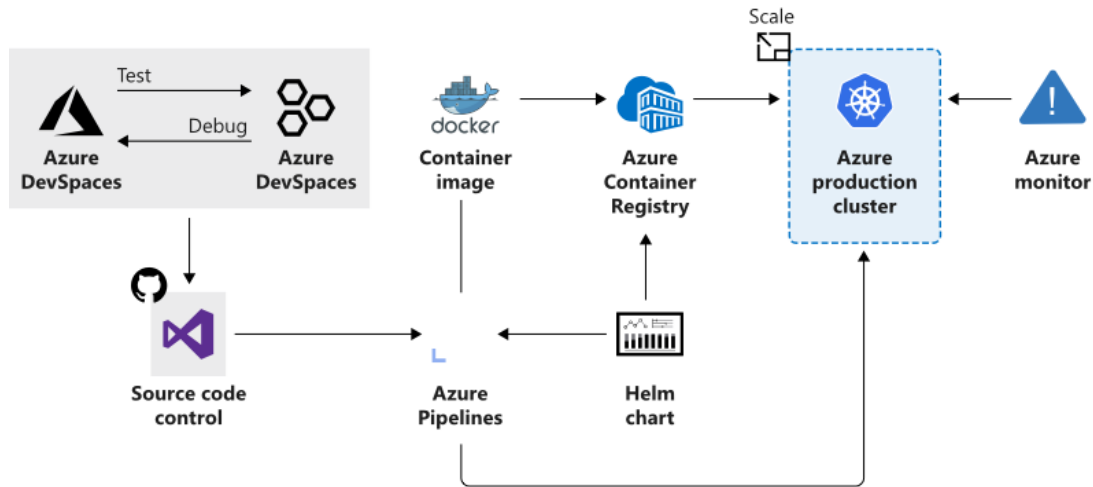 Scale
Test
Debug
Azure
DevSpaces
Azure
DevSpaces
docker
Container
image
Azure
Container
Registry
Azure
production
cluster
Azure
monitor
Source code
control
Azure
Pipelines
Helm
chart